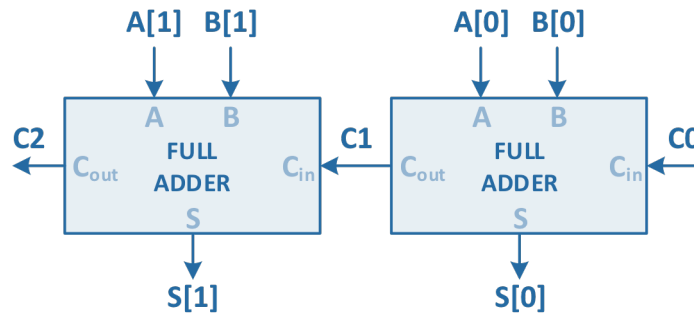 A[1] B[1] A[0] B[0]
A B A B
C2 C1 C0
FULL FULL
Cout ADDER Cin Cout ADDER Cin
S S
S[1] S[0]